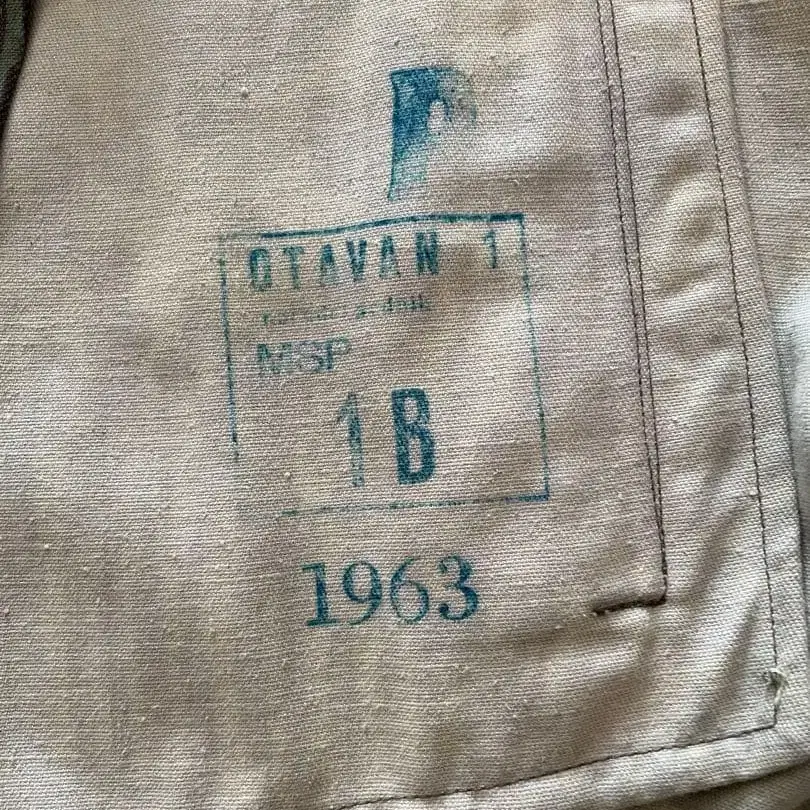 OTAVAN 1
MSP
1B
1963